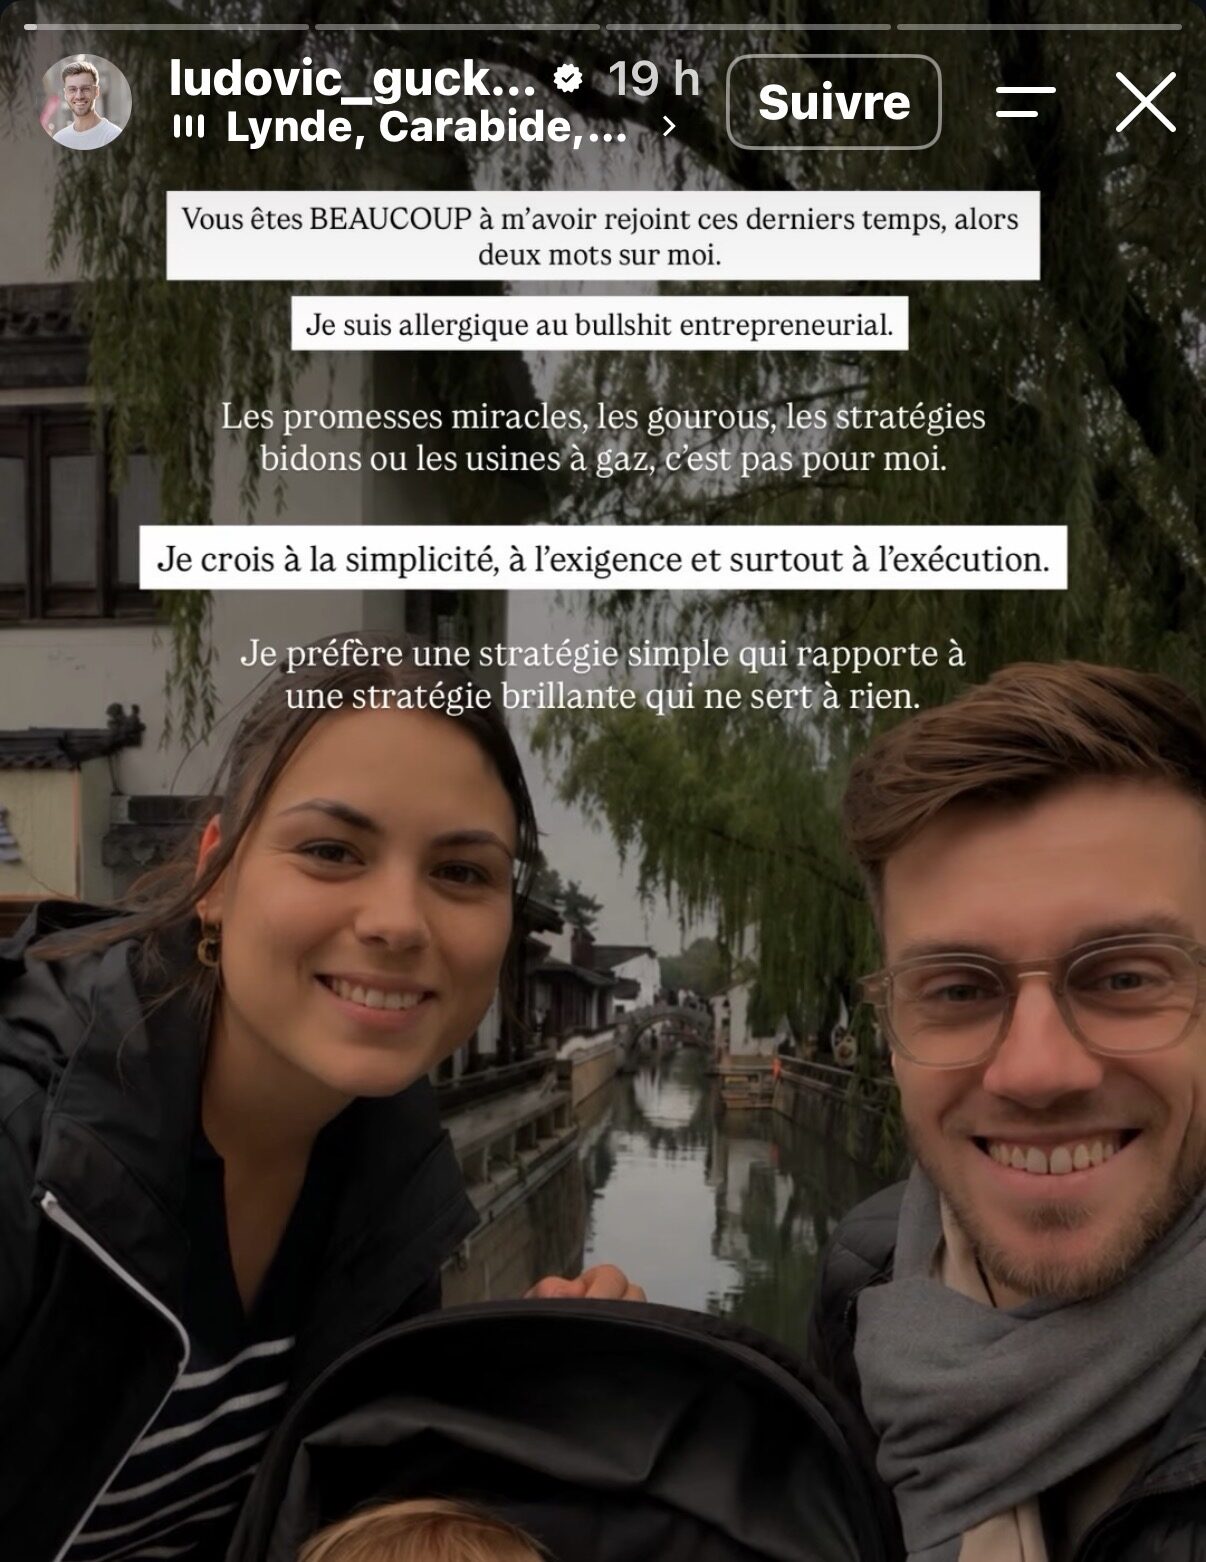 ludovic_guck... 19 h
Suivre
Lynde, Carabide,...
Vous êtes BEAUCOUP à m’avoir rejoint ces derniers temps, alors
deux mots sur moi.
Je suis allergique au bullshit entrepreneurial.
Les promesses miracles, les gourous, les stratégies
bidons ou les usines à gaz, c’est pas pour moi.
Je crois à la simplicité, à l’exigence et surtout à l’exécution.
Je préfère une stratégie simple qui rapporte à
une stratégie brillante qui ne sert à rien.